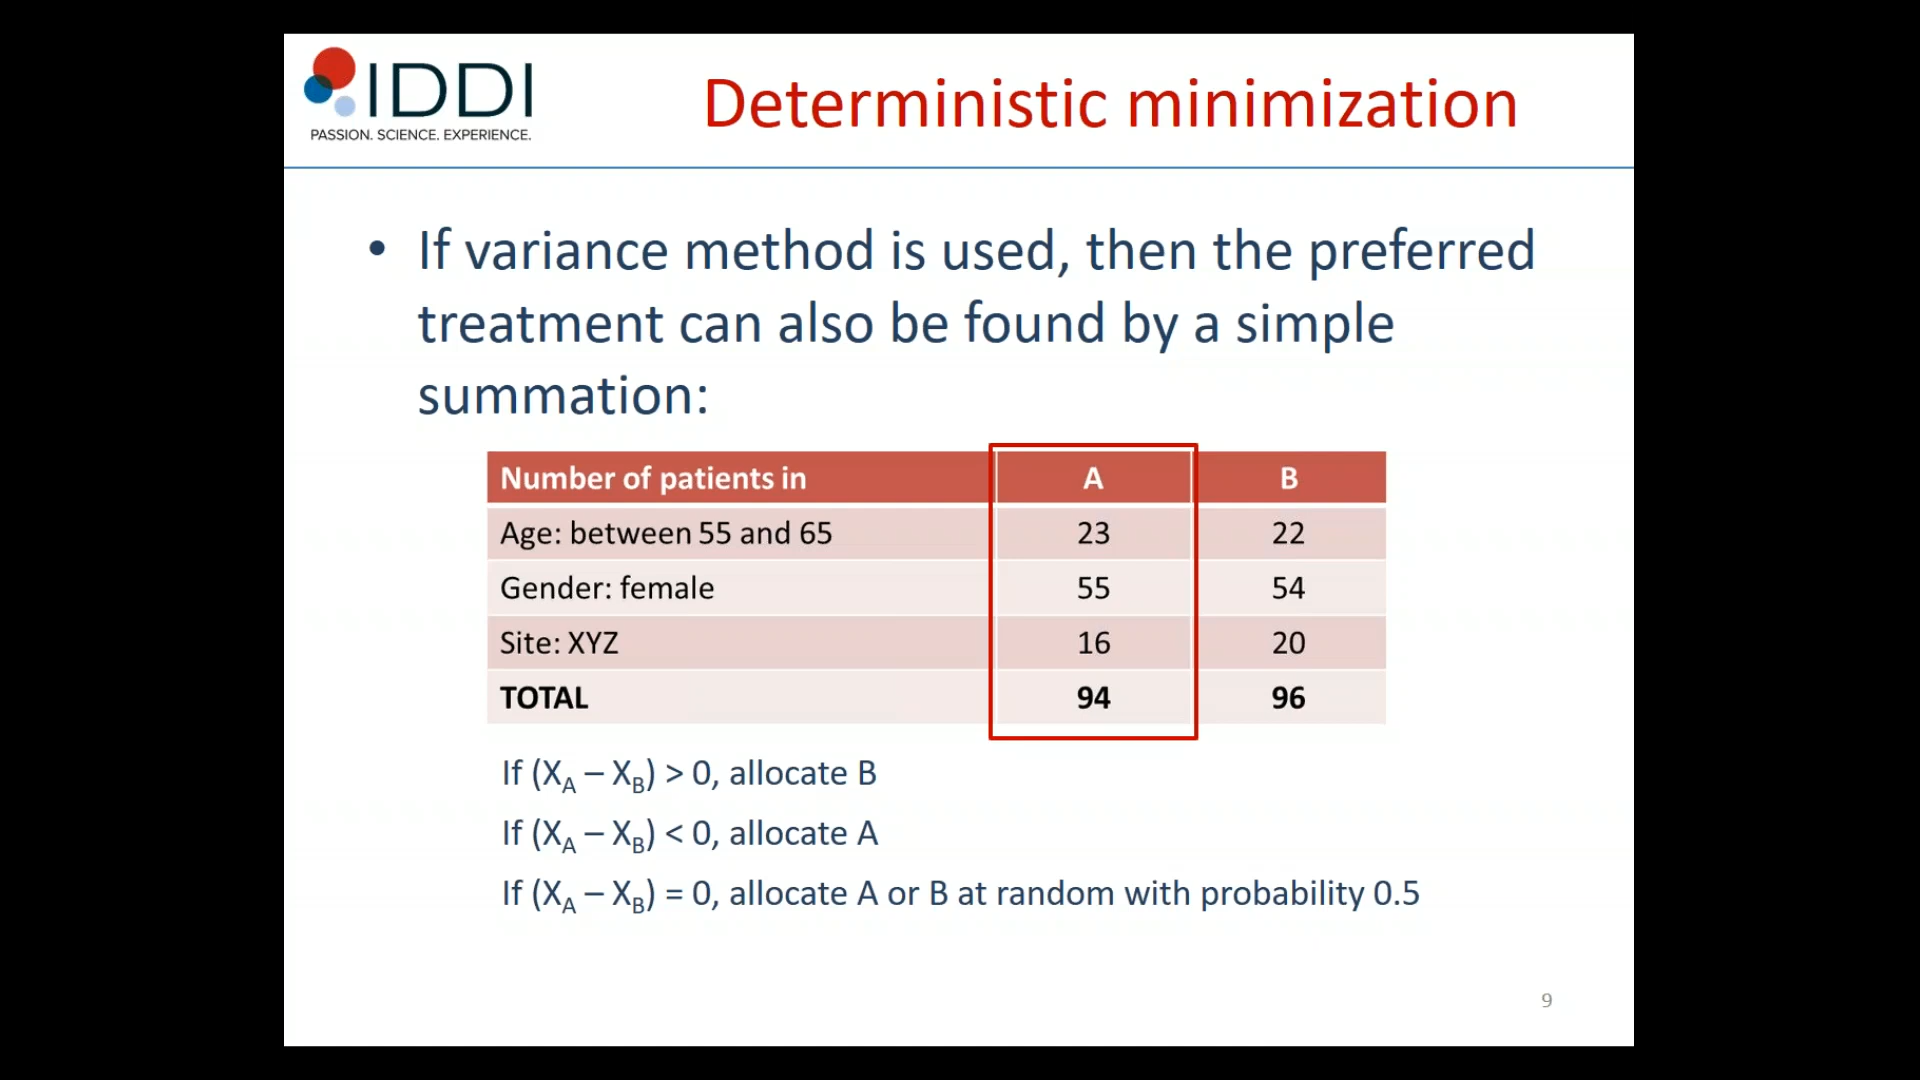 IDDI
PASSION. SCIENCE. EXPERIENCE.
Deterministic minimization
• If variance method is used, then the preferred
treatment can also be found by a simple
summation:
Number of patients in A B
Age: between 55 and 65 23 22
Gender: female 55 54
Site: XYZ 16 20
TOTAL 94 96
If (XA – XB) > 0, allocate B
If (XA – XB) < 0, allocate A
If (XA – XB) = 0, allocate A or B at random with probability 0.5
9